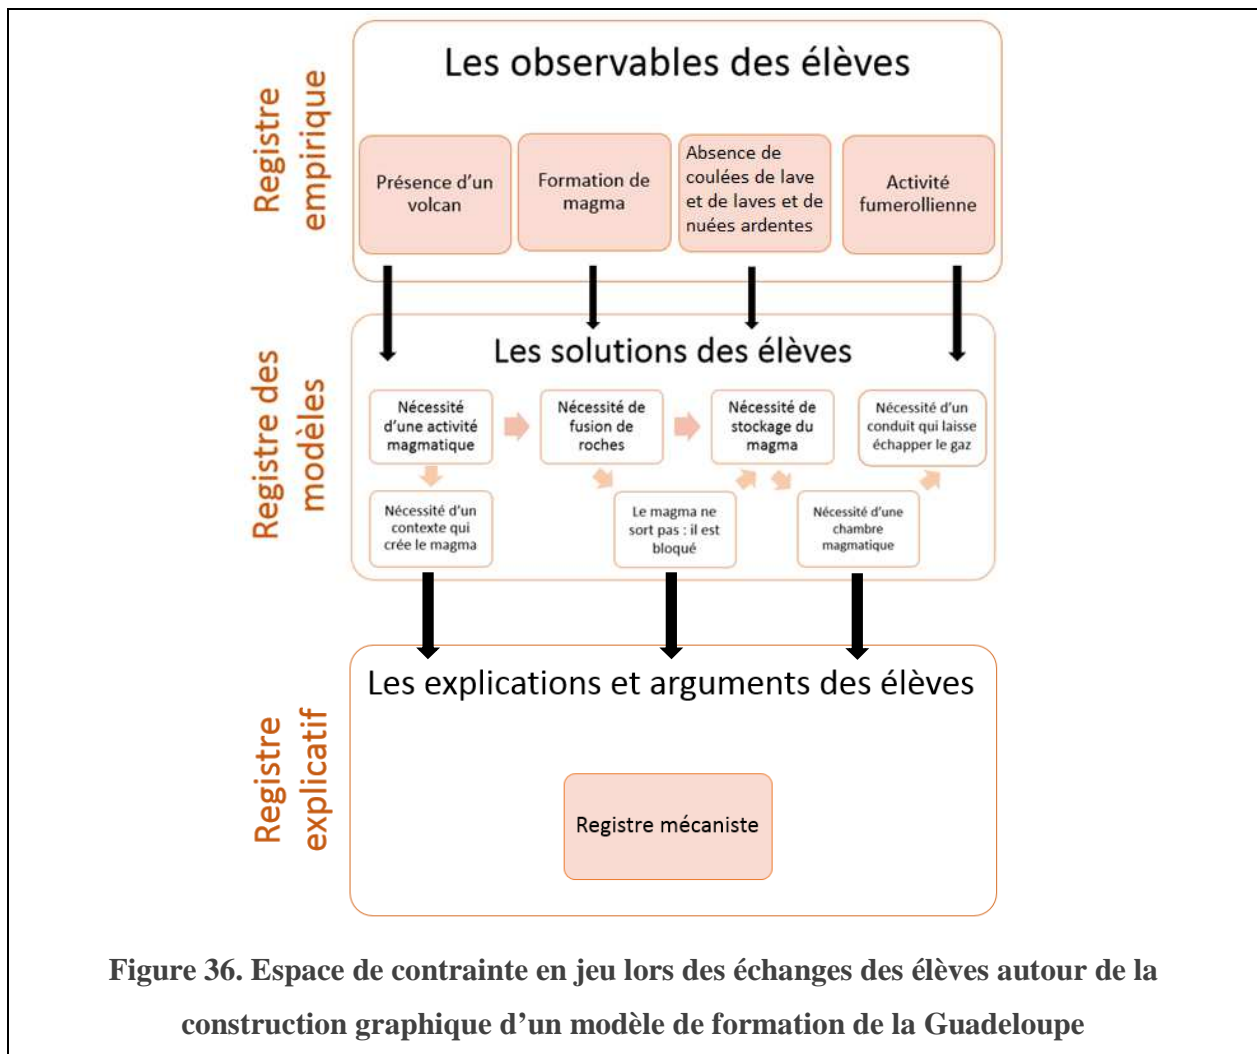 Registre
empirique
Les observables des élèves
Présence d'un
volcan
Formation de
magma
Absence de
coulées de lave
et de laves et de
nuées ardentes
Activité
fumerollienne
Registre des
modèles
Les solutions des élèves
Nécessité
d'une activité
magmatique
Nécessité de
fusion de
roches
Nécessité de
stockage du
magma
Nécessité d'un
conduit qui laisse
échapper le gaz
Nécessité d'un
contexte qui
crée le magma
Le magma ne
sort pas : il est
bloqué
Nécessité d'une
chambre
magmatique
Registre
explicatif
Les explications et arguments des élèves
Registre mécaniste
Figure 36. Espace de contrainte en jeu lors des échanges des élèves autour de la
construction graphique d'un modèle de formation de la Guadeloupe